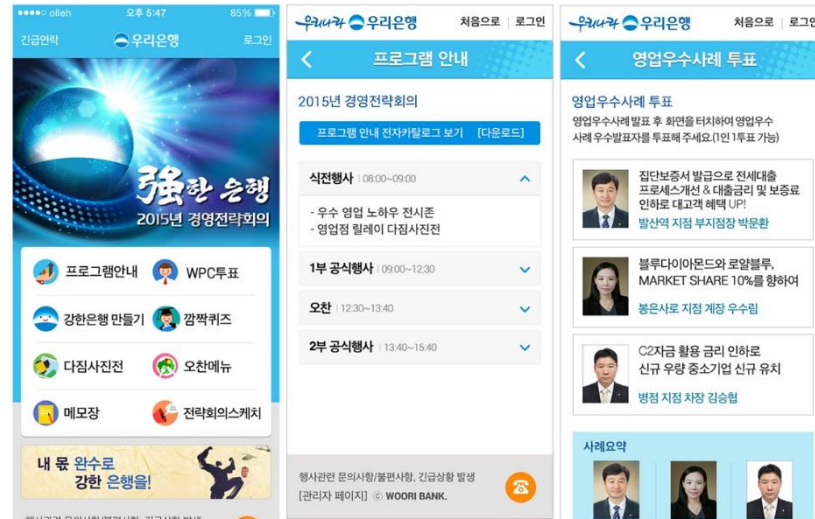 olleh 오후 5:47 85%
긴급연락 우리은행 로그인
强한 은행
2015년 경영전략회의
프로그램안내 WPC투표
강한은행 만들기 깜짝퀴즈
다짐사진전 오찬메뉴
메모장 전략회의스케치
내 몫 완수로
강한 은행을!
우리나라 우리은행 처음으로 로그인
프로그램 안내
2015년 경영전략회의
프로그램 안내 전자카탈로그 보기 [다운로드]
식전행사 08:00~09:00
- 우수 영업 노하우 전시존
- 영업점 릴레이 다짐사진전
1부 공식행사 09:00~12:30
오찬 12:30~13:40
2부 공식행사 13:40~15:40
행사관련 문의사항/불편사항, 긴급상황 발생
[관리자 페이지] ⓒ WOORI BANK.
우리나라 우리은행 처음으로 로그인
영업우수사례 투표
영업우수사례 투표
영업우수사례 발표 후 화면을 터치하여 영업우수
사례 우수발표자를 투표해 주세요.(1인 1투표 가능)
집단보증서 발급으로 전세대출
프로세스개선 & 대출금리 및 보증료
인하로 대고객 혜택 UP!
발산역 지점 부지점장 박문환
블루다이아몬드와 로얄블루,
MARKET SHARE 10%를 향하여
봉은사로 지점 계장 우수림
C2자금 활용 금리 인하로
신규 우량 중소기업 신규 유치
병점 지점 차장 김승협
사례요약